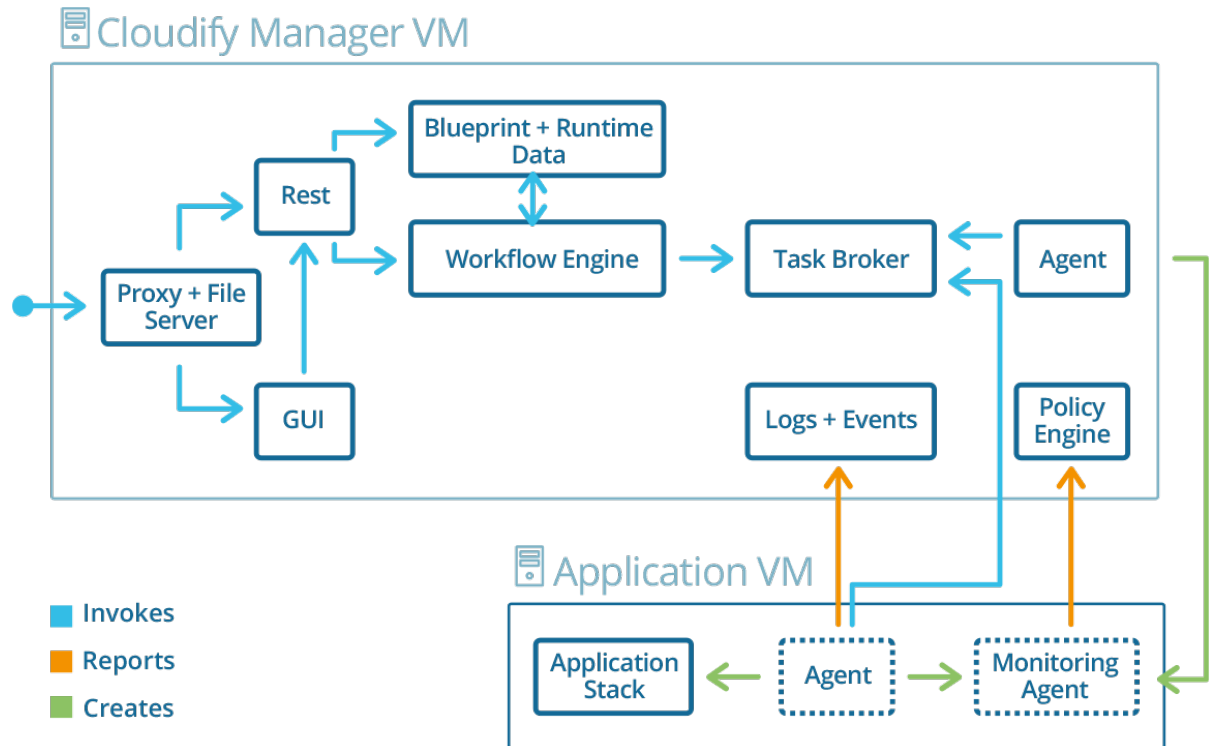 Cloudify Manager VM
Blueprint + Runtime
Data
Rest
Workflow Engine
Task Broker
Agent
Proxy + File
Server
GUI
Logs + Events
Policy
Engine
Application VM
Invokes
Reports
Creates
Application
Stack
Agent
Monitoring
Agent